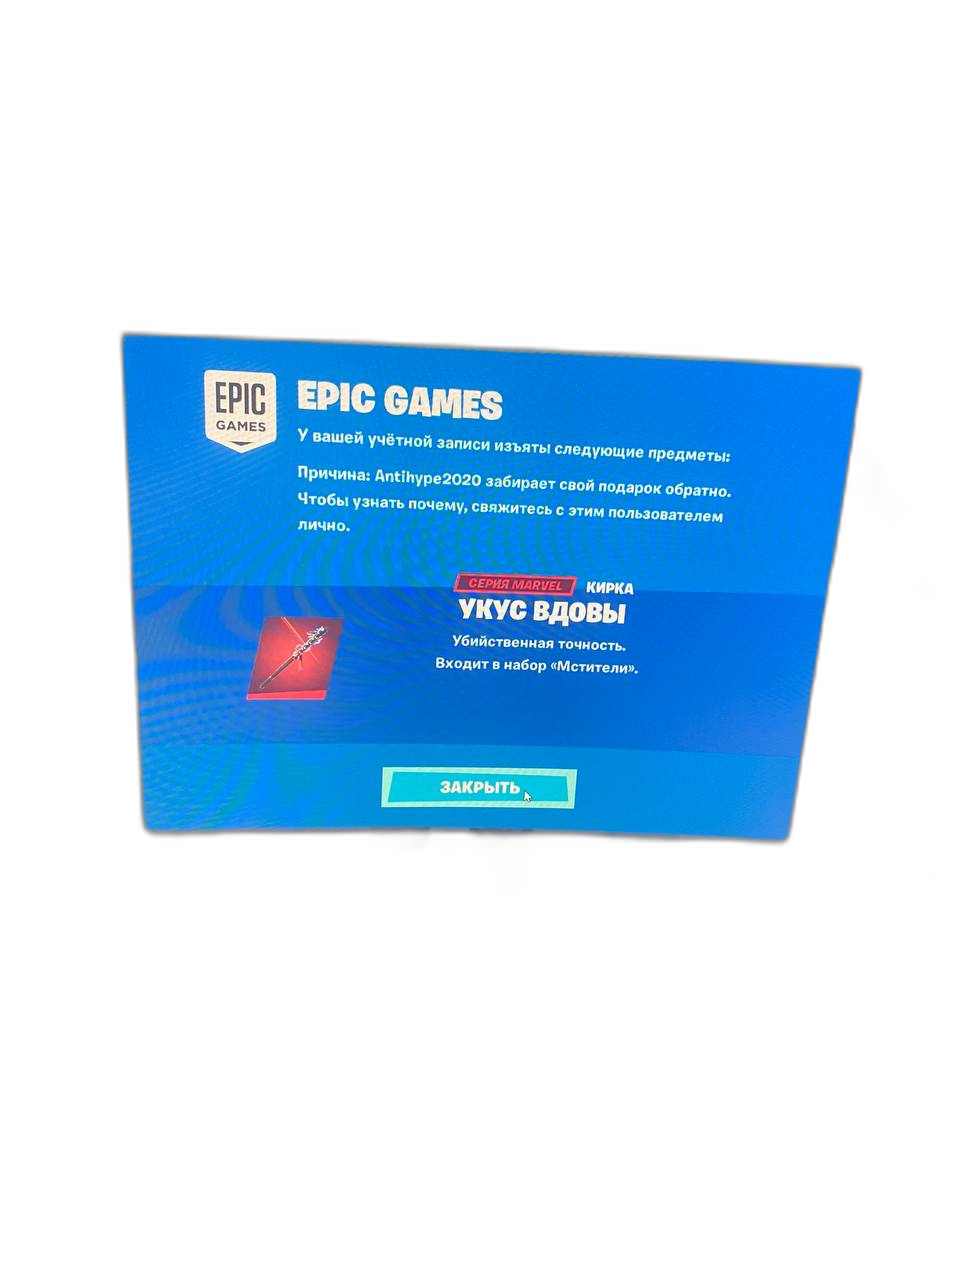 EPIC
GAMES
EPIC GAMES
У вашей учётной записи изъяты следующие предметы:
Причина: Antihype2020 забирает свой подарок обратно.
Чтобы узнать почему, свяжитесь с этим пользователем
лично.
СЕРИЯ MARVEL КИРКА
УКУС ВДОВЫ
Убийственная точность.
Входит в набор «Мстители».
ЗАКРЫТЬ